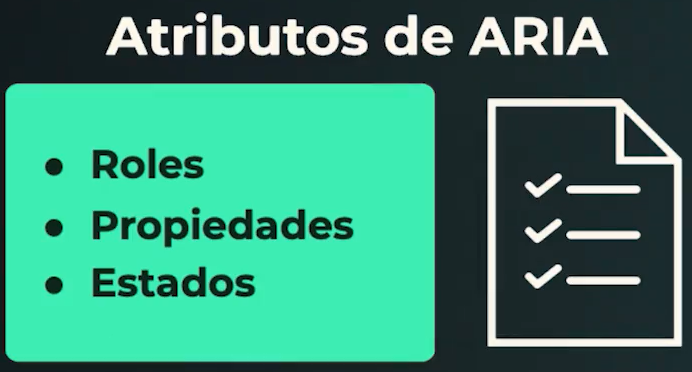 Atributos de ARIA
• Roles
• Propiedades
• Estados